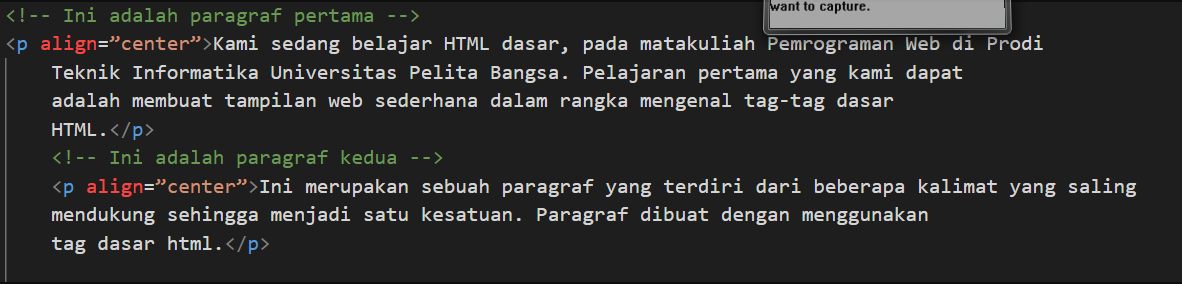 want to capture.
<!-- Ini adalah paragraf pertama -->
<p align=”center”>Kami sedang belajar HTML dasar, pada matakuliah Pemrograman Web di Prodi
Teknik Informatika Universitas Pelita Bangsa. Pelajaran pertama yang kami dapat
adalah membuat tampilan web sederhana dalam rangka mengenal tag-tag dasar
HTML.</p>
<!-- Ini adalah paragraf kedua -->
<p align=”center”>Ini merupakan sebuah paragraf yang terdiri dari beberapa kalimat yang saling
mendukung sehingga menjadi satu kesatuan. Paragraf dibuat dengan menggunakan
tag dasar html.</p>